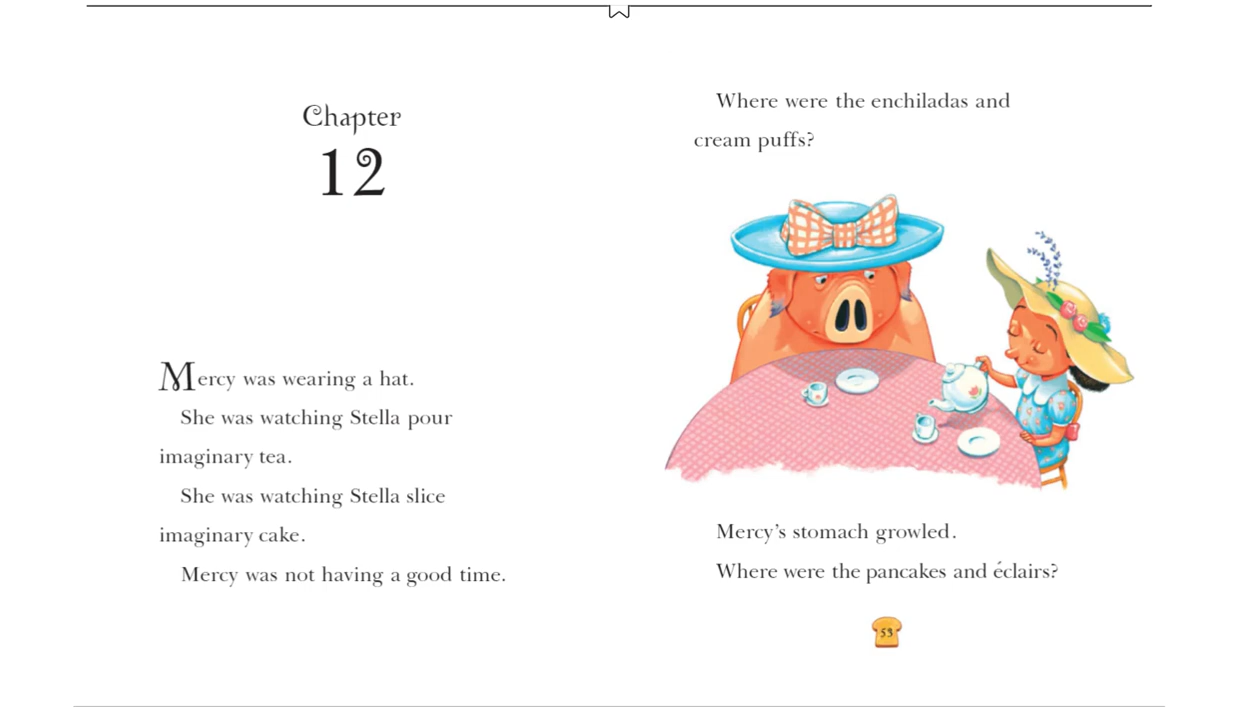 Chapter
12
Mercy was wearing a hat.
She was watching Stella pour
imaginary tea.
She was watching Stella slice
imaginary cake.
Mercy was not having a good time.
Where were the enchiladas and
cream puffs?
Mercy’s stomach growled.
Where were the pancakes and éclairs?
53